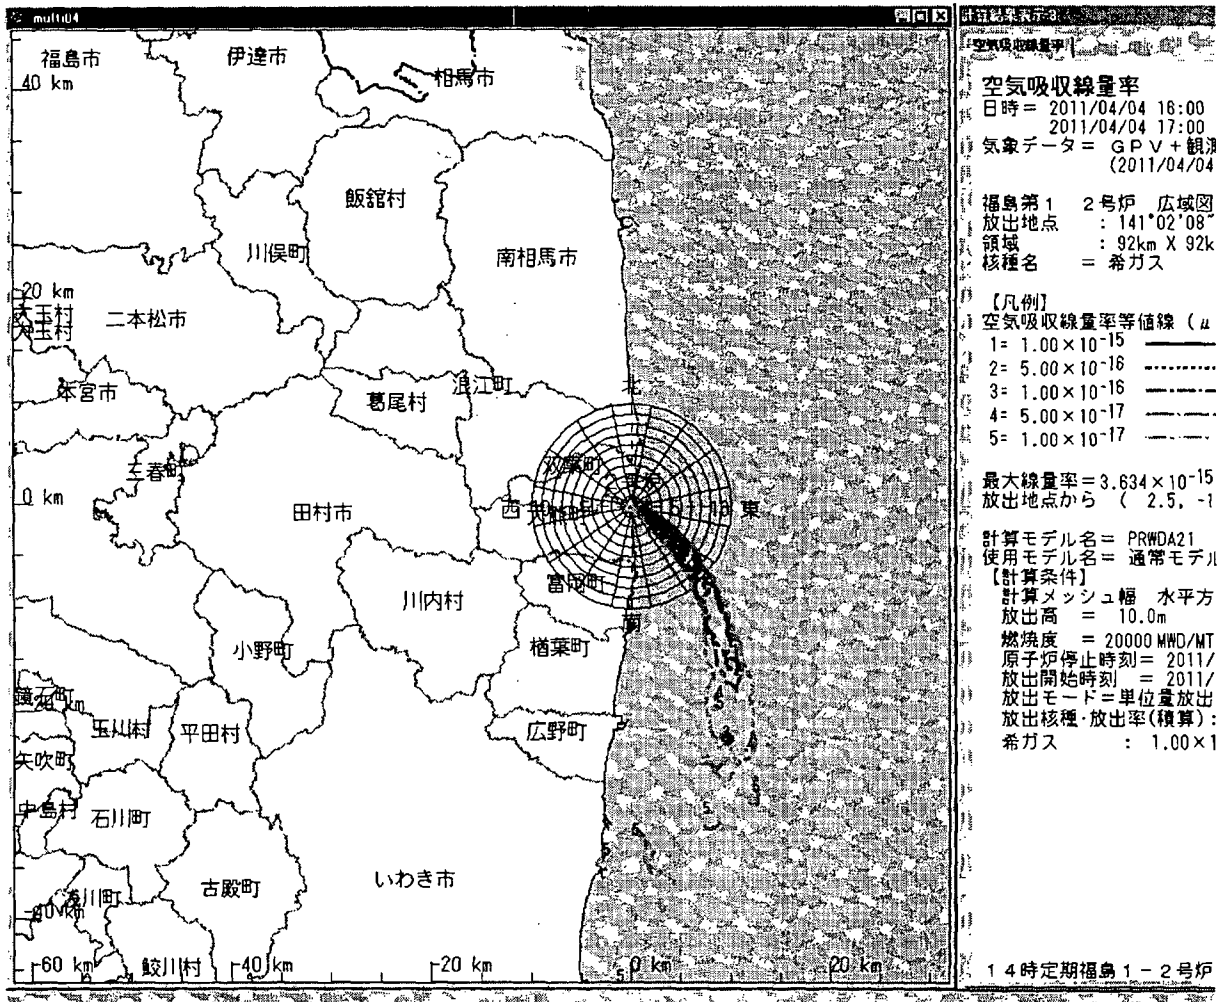 multi04
福島市
伊達市
相馬市
40 km
飯舘村
川俣町
南相馬市
20 km
大玉村
二本松市
本宮市
葛尾村
浪江町
北
三春町
双葉町
0 km
田村市
西
東
富岡町
川内村
南
小野町
楢葉町
玉川村
平田村
広野町
矢吹町
中島村
石川町
古殿町
いわき市
浅川町
鮫川村
-60 km
-40 km
-20 km
0 km
20 km
計算結果表示-8
空気吸収線量率
空気吸収線量率
日時= 2011/04/04 16:00
2011/04/04 17:00
気象データ= GPV+観測
(2011/04/04
福島第1 2号炉 広域図
放出地点 : 141°02'08"
領域 : 92km X 92k
核種名 = 希ガス
【凡例】
空気吸収線量率等値線 (μ
1= 1.00×10⁻¹⁵
2= 5.00×10⁻¹⁶
3= 1.00×10⁻¹⁶
4= 5.00×10⁻¹⁷
5= 1.00×10⁻¹⁷
最大線量率=3.634×10⁻¹⁵
放出地点から ( 2.5, -1
計算モデル名= PRWDA21
使用モデル名= 通常モデル
【計算条件】
計算メッシュ幅 水平方
放出高 = 10.0m
燃焼度 = 20000MWD/MT
原子炉停止時刻= 2011/
放出開始時刻 = 2011/
放出モード=単位量放出
放出核種・放出率(積算):
希ガス : 1.00×1
14時定期福島1-2号炉